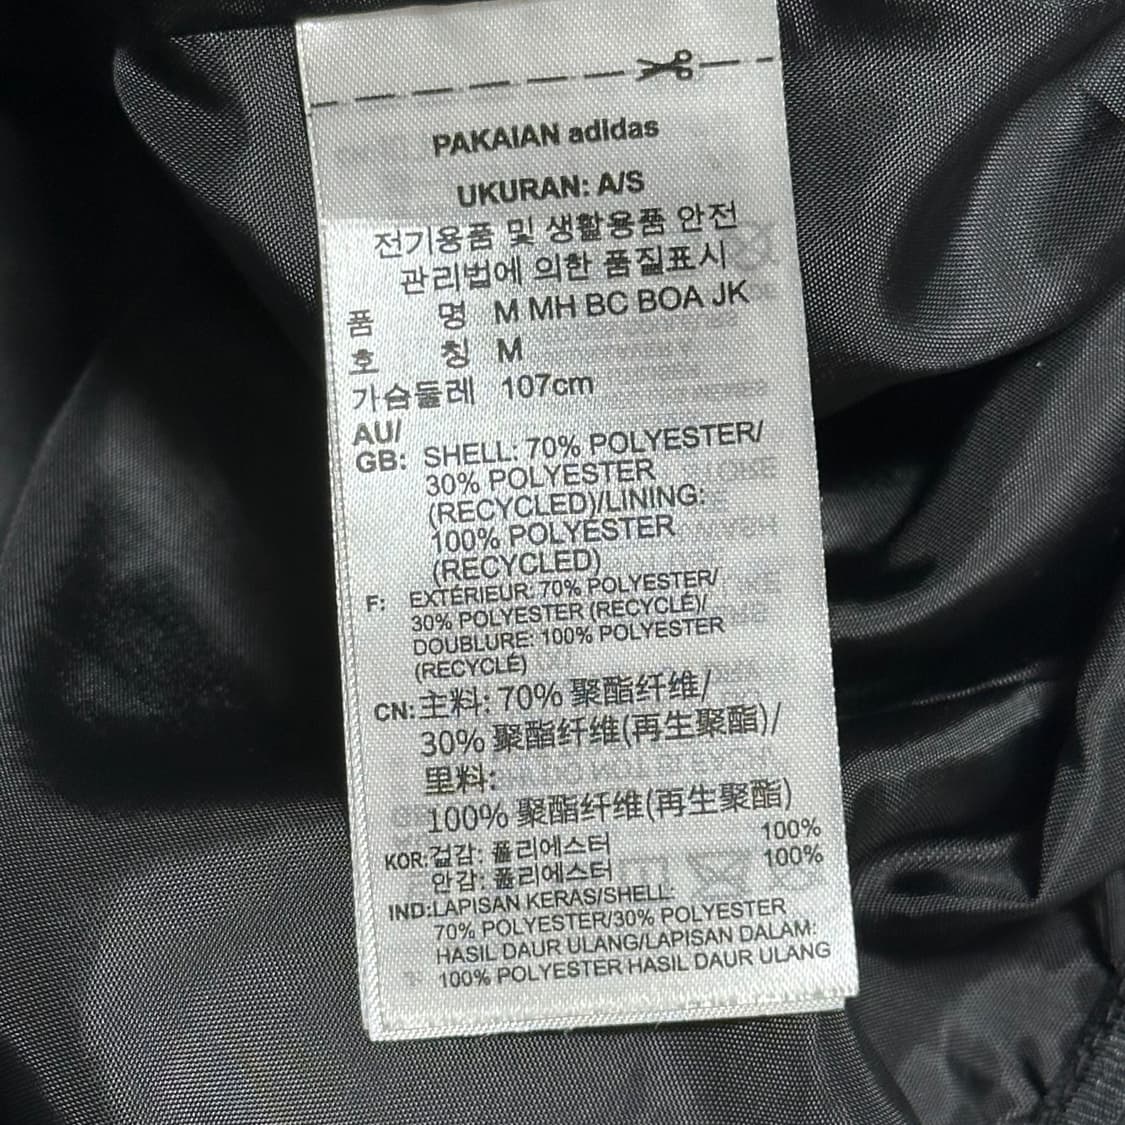 PAKAIAN adidas
UKURAN: A/S
전기용품 및 생활용품 안전
관리법에 의한 품질표시
품 명 M MH BC BOA JK
호 칭 M
가슴둘레 107cm
AU/
GB: SHELL: 70% POLYESTER/
30% POLYESTER
(RECYCLED)/LINING:
100% POLYESTER
(RECYCLED)
F: EXTÉRIEUR: 70% POLYESTER/
30% POLYESTER (RECYCLÉ)/
DOUBLURE: 100% POLYESTER
(RECYCLÉ)
CN: 主料: 70% 聚酯纤维/
30% 聚酯纤维(再生聚酯)/
里料:
100% 聚酯纤维(再生聚酯)
KOR: 겉감: 폴리에스터 100%
안감: 폴리에스터 100%
IND: LAPISAN KERAS/SHELL:
70% POLYESTER/30% POLYESTER
HASIL DAUR ULANG/LAPISAN DALAM:
100% POLYESTER HASIL DAUR ULANG